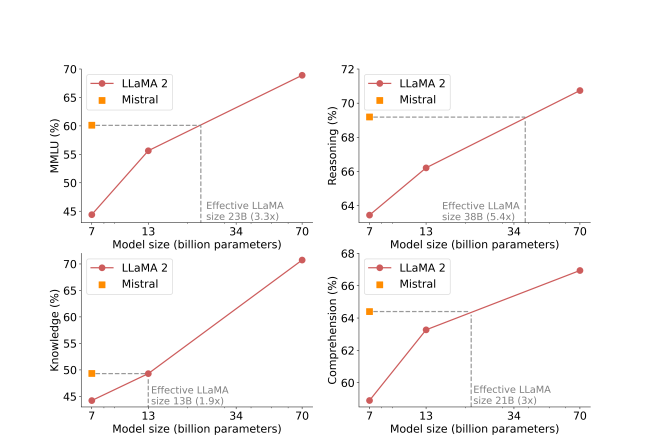 70
65
60
55
50
45
MMLU (%)
LLaMA 2
Mistral
Effective LLaMA
size 23B (3.3x)
7
13
34
70
Model size (billion parameters)
72
70
68
66
64
Reasoning (%)
LLaMA 2
Mistral
Effective LLaMA
size 38B (5.4x)
7
13
34
70
Model size (billion parameters)
70
65
60
55
50
45
Knowledge (%)
LLaMA 2
Mistral
Effective LLaMA
size 13B (1.9x)
7
13
34
70
Model size (billion parameters)
68
66
64
62
60
Comprehension (%)
LLaMA 2
Mistral
Effective LLaMA
size 21B (3x)
7
13
34
70
Model size (billion parameters)